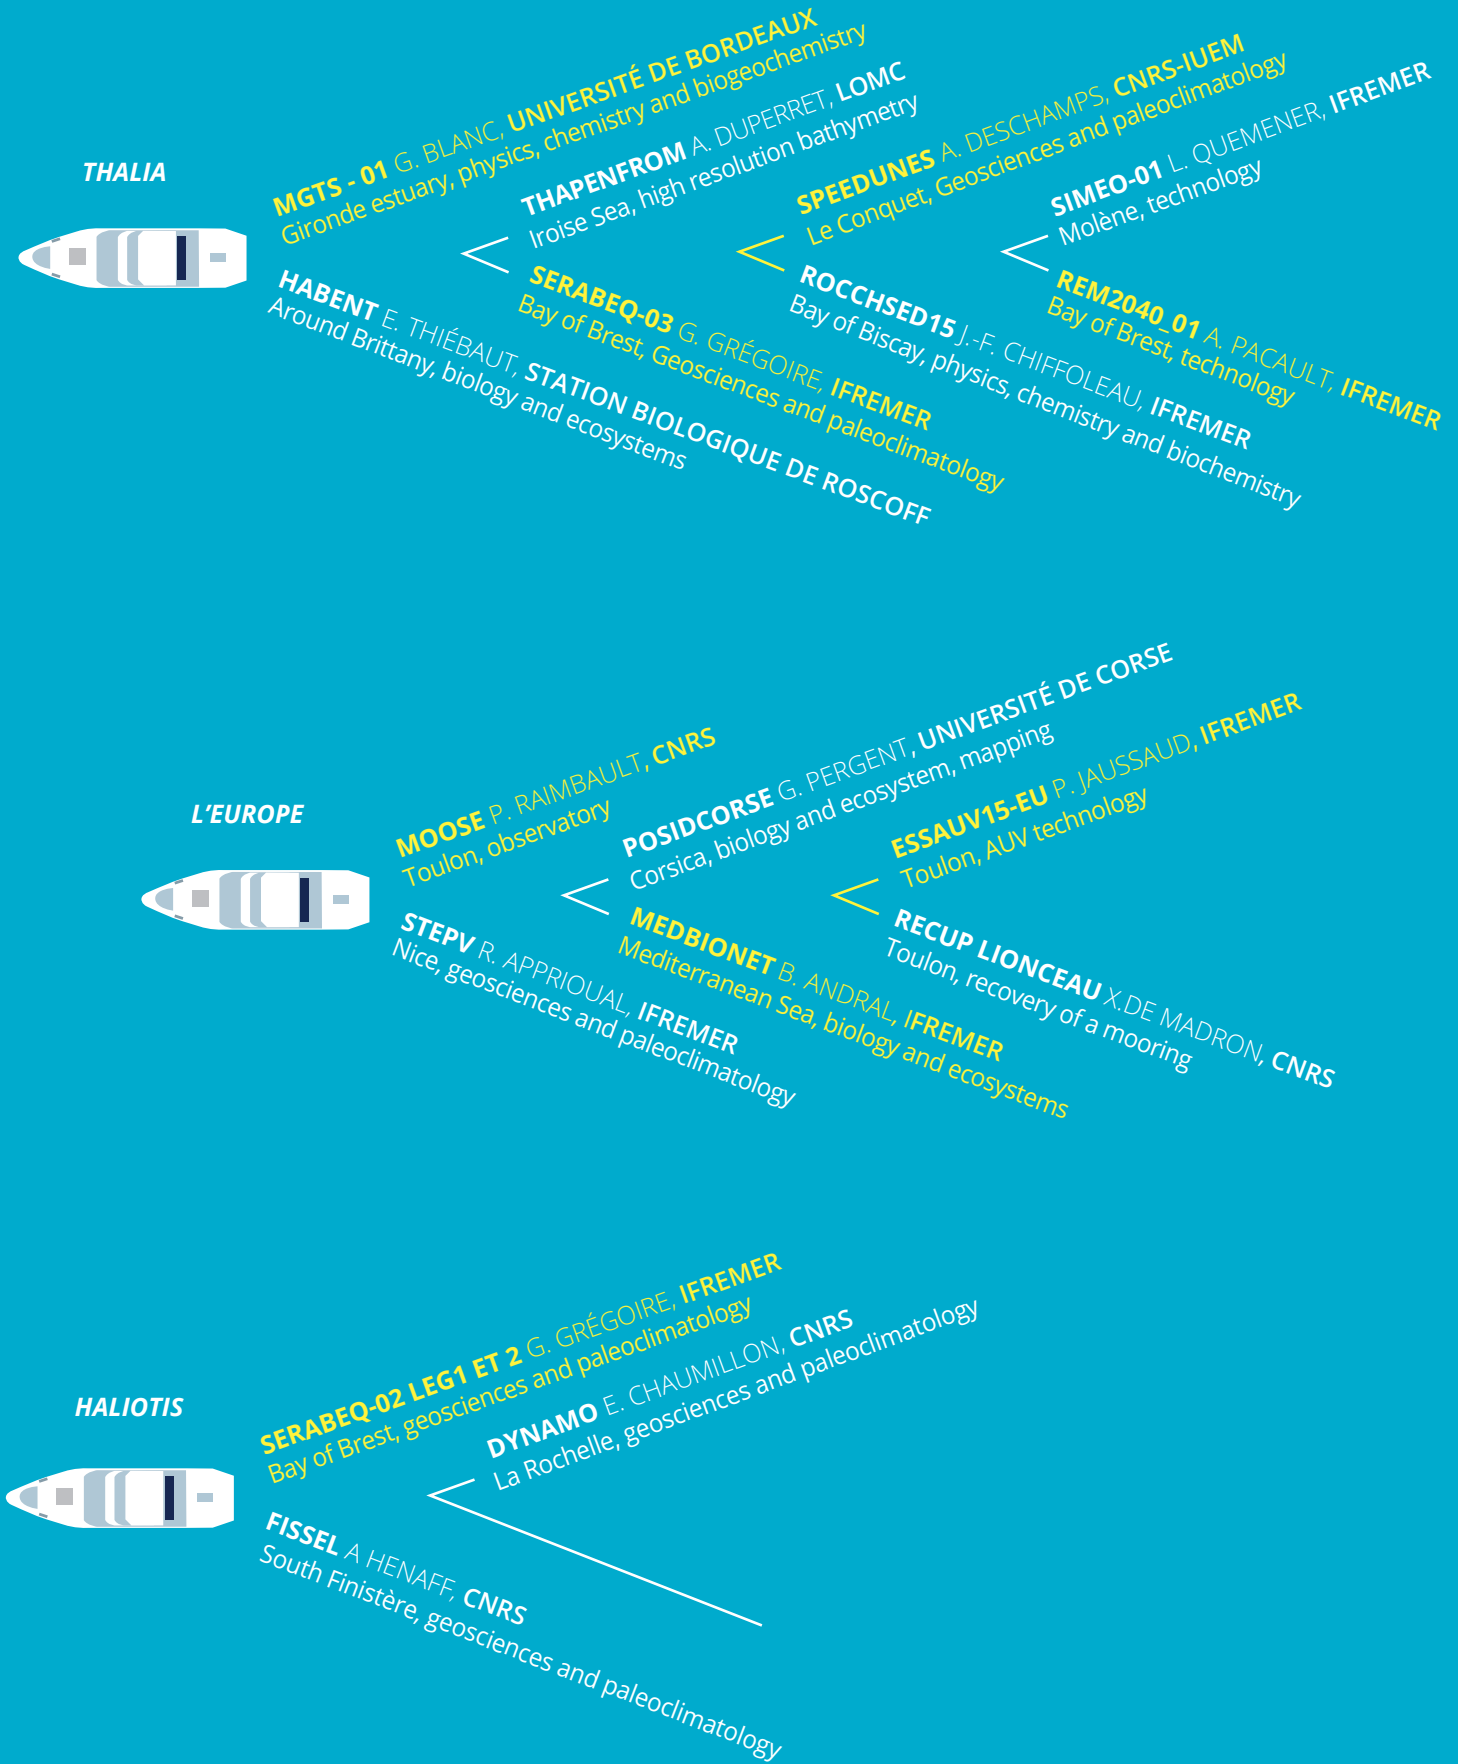 THALIA
MGTS - 01 G. BLANC, UNIVERSITÉ DE BORDEAUX
Gironde estuary, physics, chemistry and biogeochemistry
HABENT E. THIÉBAUT, STATION BIOLOGIQUE DE ROSCOFF
Around Brittany, biology and ecosystems
THAPENFROM A. DUPERRET, LOMC
Iroise Sea, high resolution bathymetry
SERABEQ-03 G. GRÉGOIRE, IFREMER
Bay of Brest, Geosciences and paleoclimatology
SPEEDUNES A. DESCHAMPS, CNRS-IUEM
Le Conquet, Geosciences and paleoclimatology
ROCCHSED15 J.-F. CHIFFOLEAU, IFREMER
Bay of Biscay, physics, chemistry and biochemistry
SIMEO-01 L. QUEMENER, IFREMER
Molène, technology
REM2040_01 A. PACAULT, IFREMER
Bay of Brest, technology
L’EUROPE
MOOSE P. RAIMBAULT, CNRS
Toulon, observatory
STEPV R. APPRIOUAL, IFREMER
Nice, geosciences and paleoclimatology
POSIDCORSE G. PERGENT, UNIVERSITÉ DE CORSE
Corsica, biology and ecosystem, mapping
MEDBIONET B. ANDRAL, IFREMER
Mediterranean Sea, biology and ecosystems
ESSAUV15-EU P. JAUSSAUD, IFREMER
Toulon, AUV technology
RECUP LIONCEAU X.DE MADRON, CNRS
Toulon, recovery of a mooring
HALIOTIS
SERABEQ-02 LEG1 ET 2 G. GRÉGOIRE, IFREMER
Bay of Brest, geosciences and paleoclimatology
FISSEL A HENAFF, CNRS
South Finistère, geosciences and paleoclimatology
DYNAMO E. CHAUMILLON, CNRS
La Rochelle, geosciences and paleoclimatology